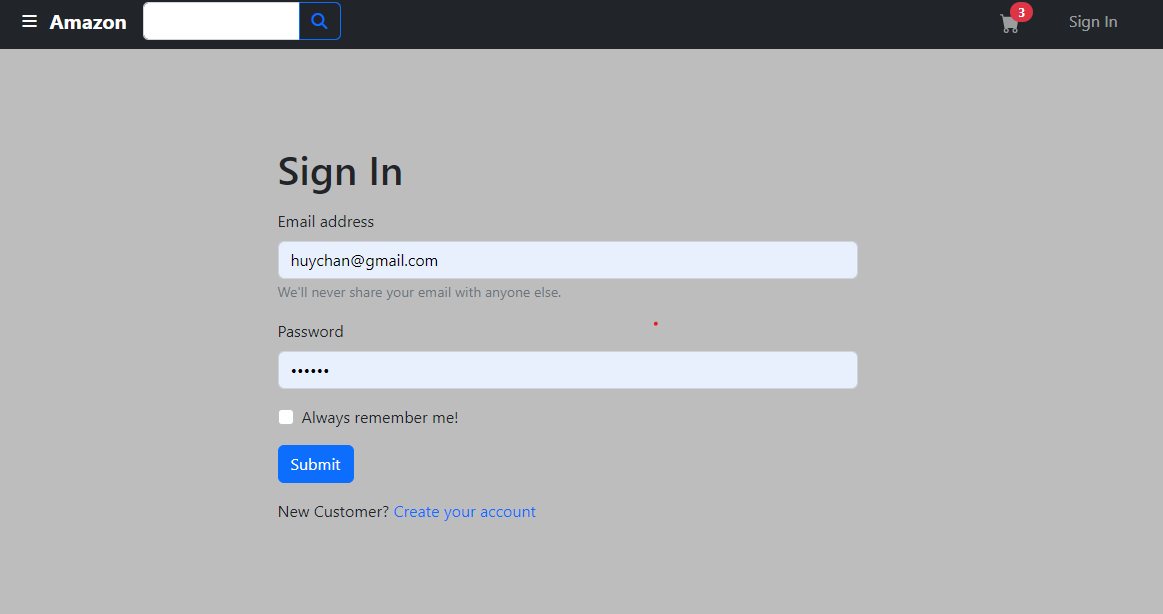 Amazon
3
Sign In
Sign In
Email address
huychan@gmail.com
We'll never share your email with anyone else.
Password
••••••
Always remember me!
Submit
New Customer? Create your account